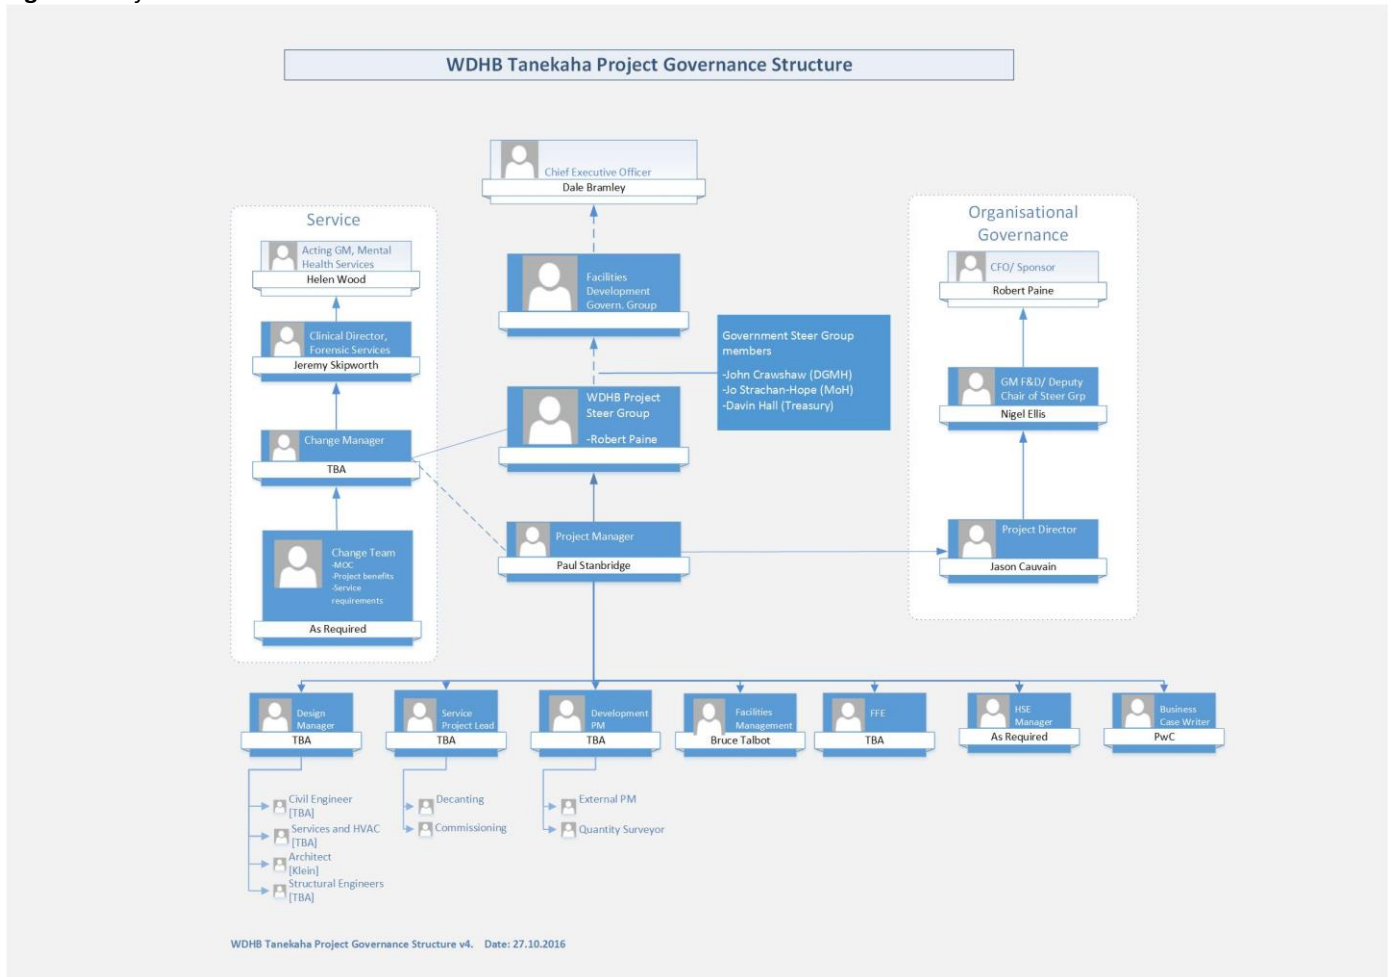 WDHB Tanekaha Project Governance Structure
Chief Executive Officer
Dale Bramley
Service
Acting GM, Mental
Health Services
Helen Wood
Clinical Director,
Forensic Services
Jeremy Skipworth
Change Manager
TBA
Change Team
-MOC
-Project benefits
-Service
requirements
As Required
Facilities
Development
Govern. Group
Government Steer Group
members
-John Crawshaw (DGMH)
-Jo Strachan-Hope (MoH)
-Davin Hall (Treasury)
WDHB Project
Steer Group
-Robert Paine
Project Manager
Paul Stanbridge
Organisational
Governance
CFO/ Sponsor
Robert Paine
GM F&D/ Deputy
Chair of Steer Grp
Nigel Ellis
Project Director
Jason Cauvain
Design
Manager
TBA
Service
Project Lead
TBA
Development
PM
TBA
Facilities
Management
Bruce Talbot
FFE
TBA
HSE
Manager
As Required
Business
Case Writer
PwC
Civil Engineer
[TBA]
Services and HVAC
[TBA]
Architect
[Klein]
Structural Engineers
[TBA]
Decanting
Commissioning
External PM
Quantity Surveyor
WDHB Tanekaha Project Governance Structure v4. Date: 27.10.2016